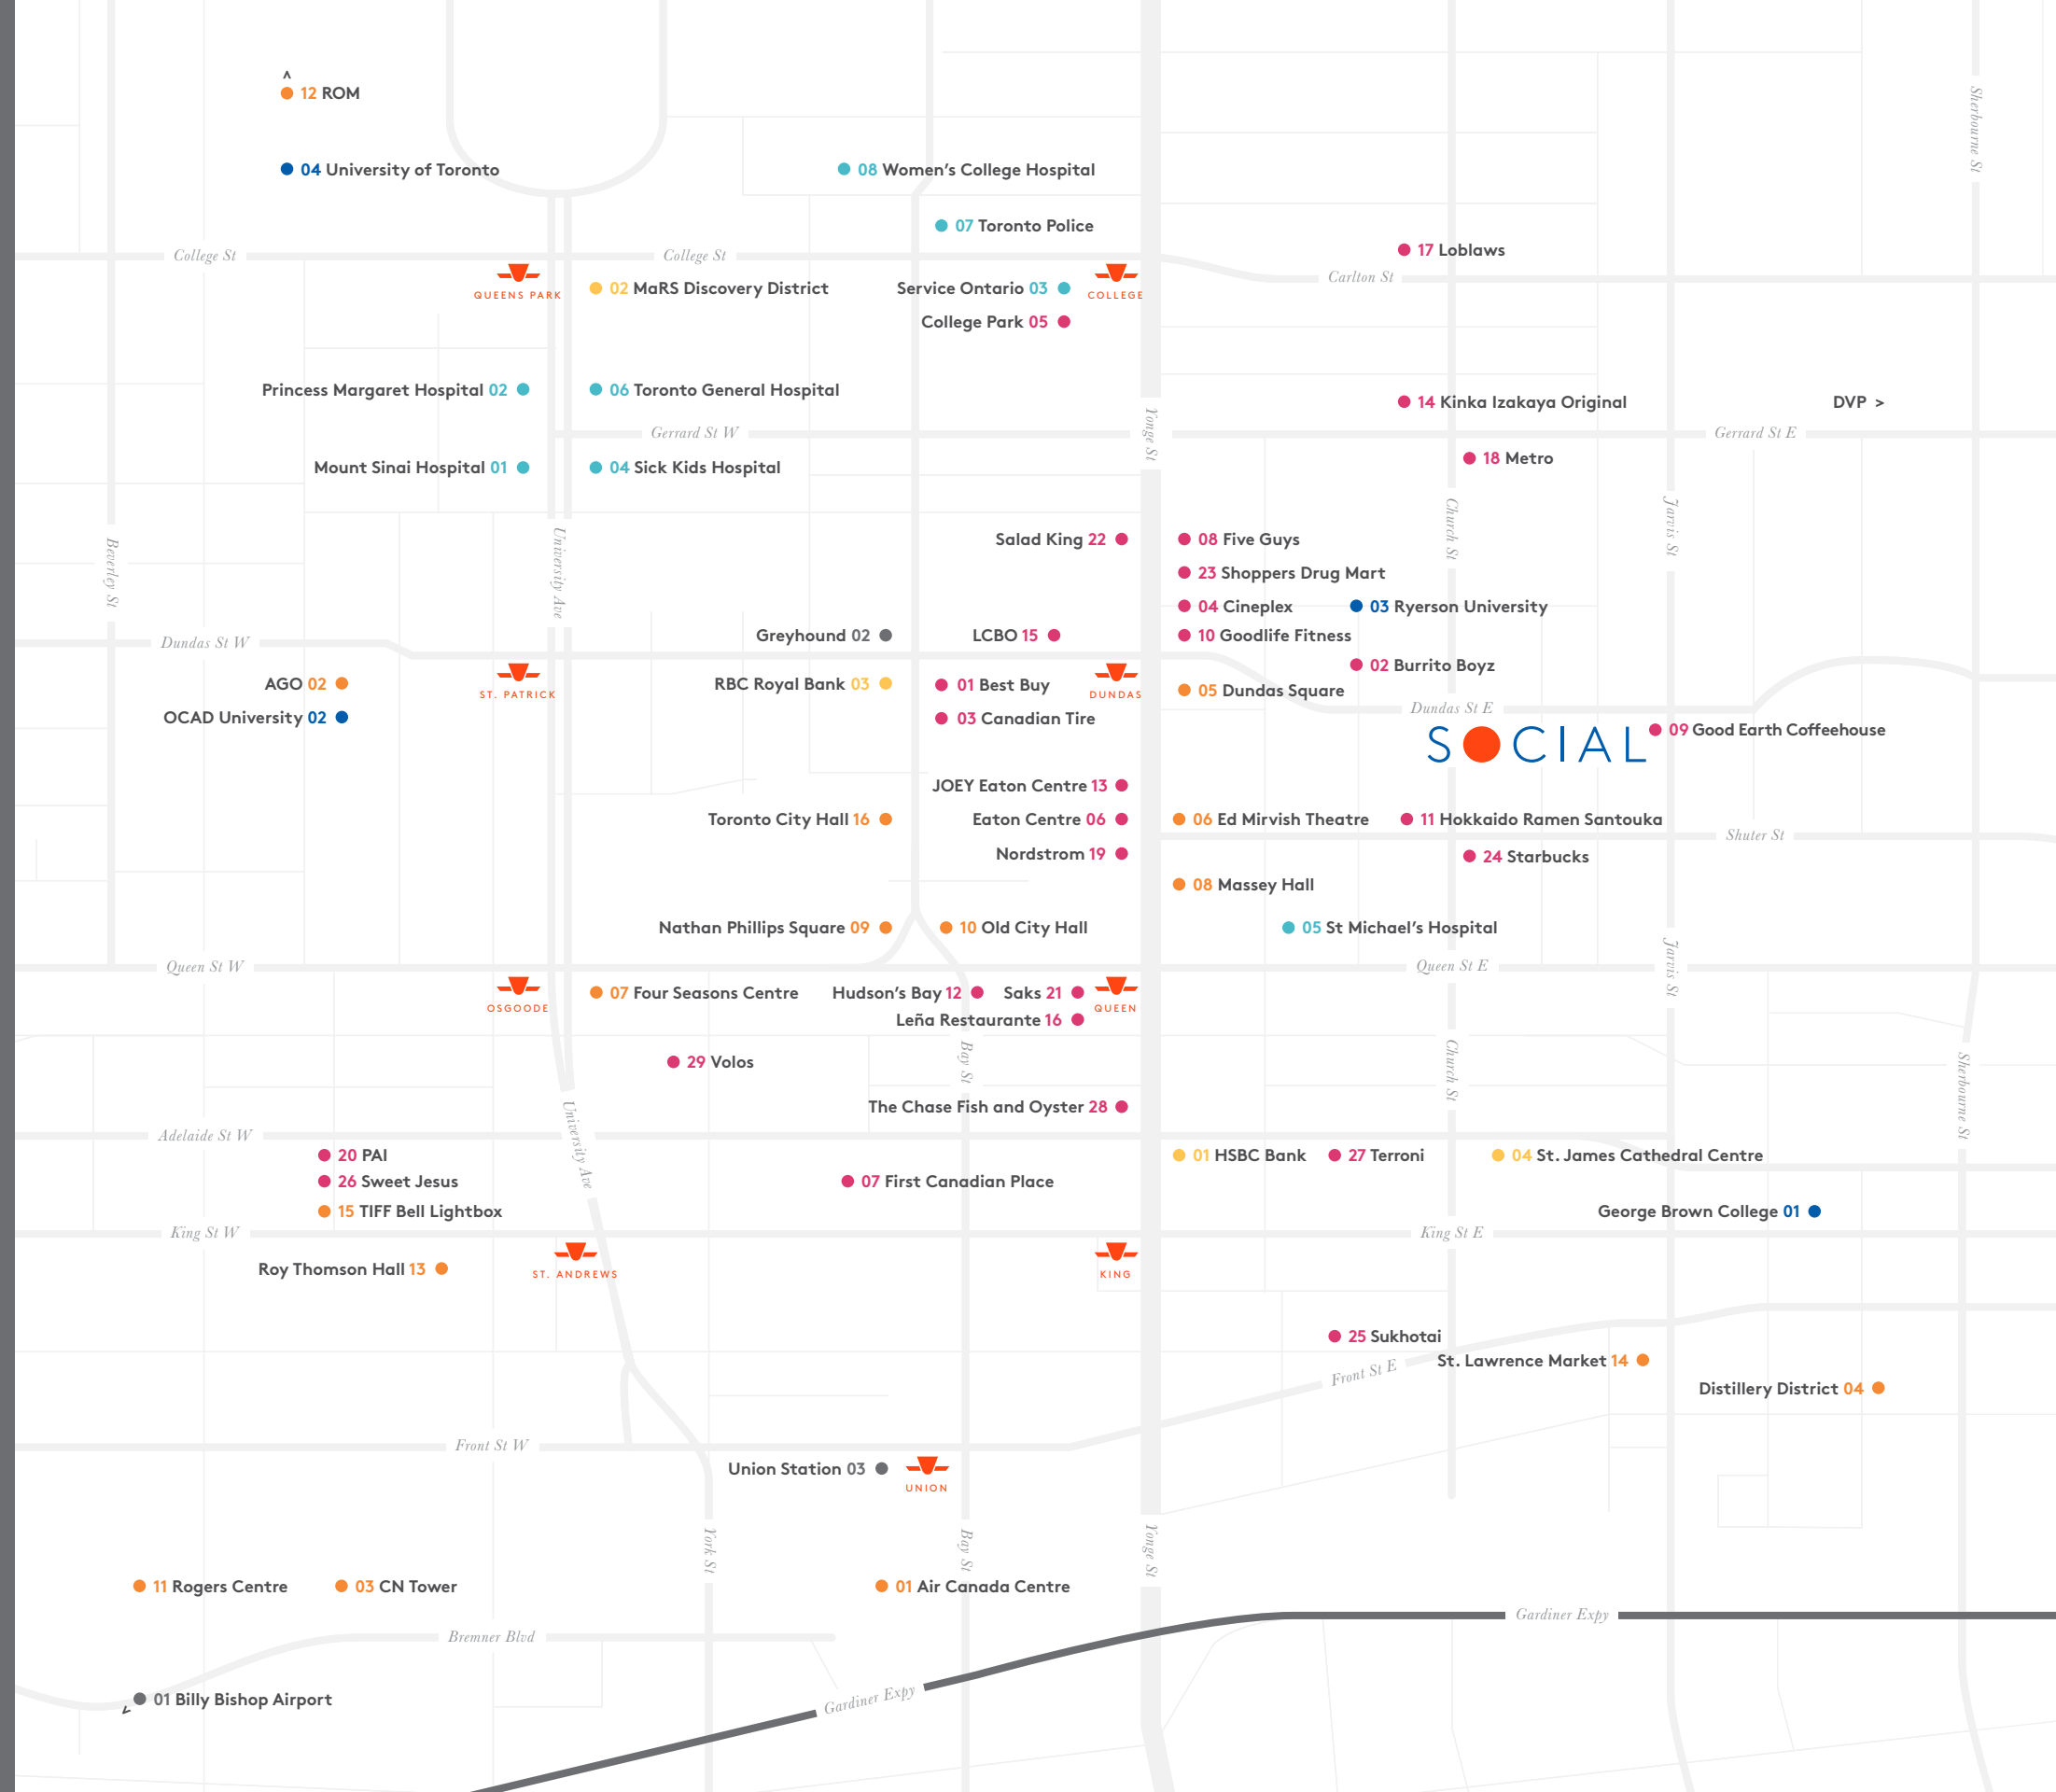 ^
12 ROM
Sherbourne St
04 University of Toronto
08 Women’s College Hospital
07 Toronto Police
17 Loblaws
College St
College St
Carlton St
QUEENS PARK
02 MaRS Discovery District
Service Ontario 03
COLLEGE
College Park 05
Princess Margaret Hospital 02
06 Toronto General Hospital
14 Kinka Izakaya Original
DVP >
Gerrard St W
Yonge St
Gerrard St E
Mount Sinai Hospital 01
04 Sick Kids Hospital
18 Metro
Beverley St
University Ave
Church St
Jarvis St
Salad King 22
08 Five Guys
23 Shoppers Drug Mart
04 Cineplex
03 Ryerson University
Greyhound 02
LCBO 15
10 Goodlife Fitness
Dundas St W
02 Burrito Boyz
AGO 02
ST. PATRICK
RBC Royal Bank 03
01 Best Buy
DUNDAS
05 Dundas Square
OCAD University 02
03 Canadian Tire
Dundas St E
SOCIAL
09 Good Earth Coffeehouse
JOEY Eaton Centre 13
Toronto City Hall 16
Eaton Centre 06
06 Ed Mirvish Theatre
11 Hokkaido Ramen Santouka
Shuter St
Nordstrom 19
24 Starbucks
08 Massey Hall
Nathan Phillips Square 09
10 Old City Hall
05 St Michael’s Hospital
Queen St W
Queen St E
Jarvis St
OSGOODE
07 Four Seasons Centre
Hudson’s Bay 12
Saks 21
QUEEN
Leña Restaurante 16
29 Volos
Bay St
Church St
Sherbourne St
The Chase Fish and Oyster 28
Adelaide St W
University Ave
20 PAI
01 HSBC Bank
27 Terroni
04 St. James Cathedral Centre
26 Sweet Jesus
07 First Canadian Place
15 TIFF Bell Lightbox
George Brown College 01
King St W
King St E
Roy Thomson Hall 13
ST. ANDREWS
KING
25 Sukhotai
Front St E
St. Lawrence Market 14
Distillery District 04
Front St W
Union Station 03
UNION
York St
Bay St
Yonge St
11 Rogers Centre
03 CN Tower
01 Air Canada Centre
Gardiner Expy
Bremner Blvd
01 Billy Bishop Airport
Gardiner Expy